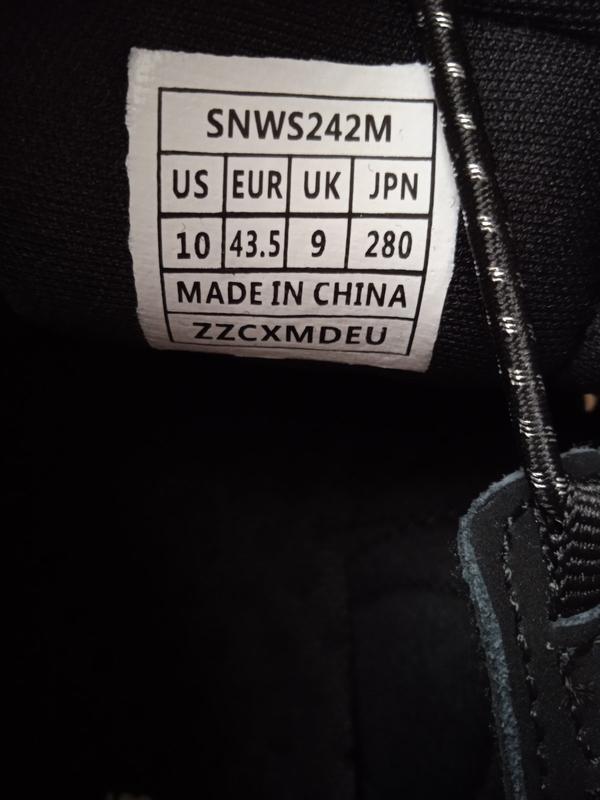 SNWS242M
US EUR UK JPN
10 43.5 9 280
MADE IN CHINA
ZZCXMDEU